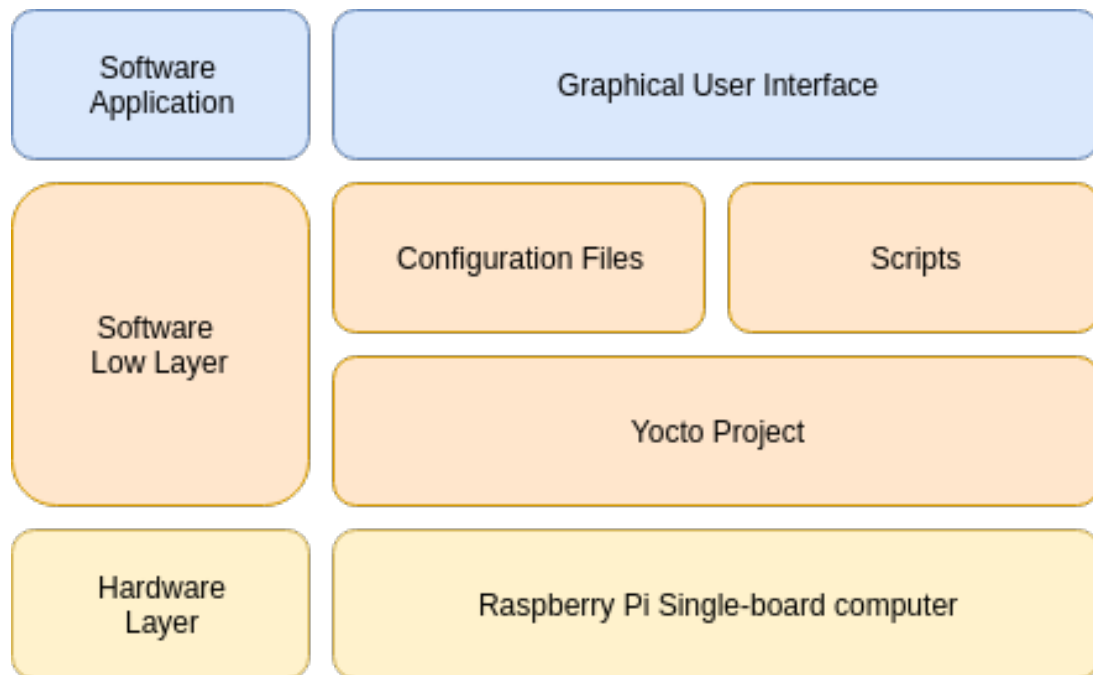 Software
Application
Graphical User Interface
Configuration Files
Scripts
Software
Low Layer
Yocto Project
Hardware
Layer
Raspberry Pi Single-board computer